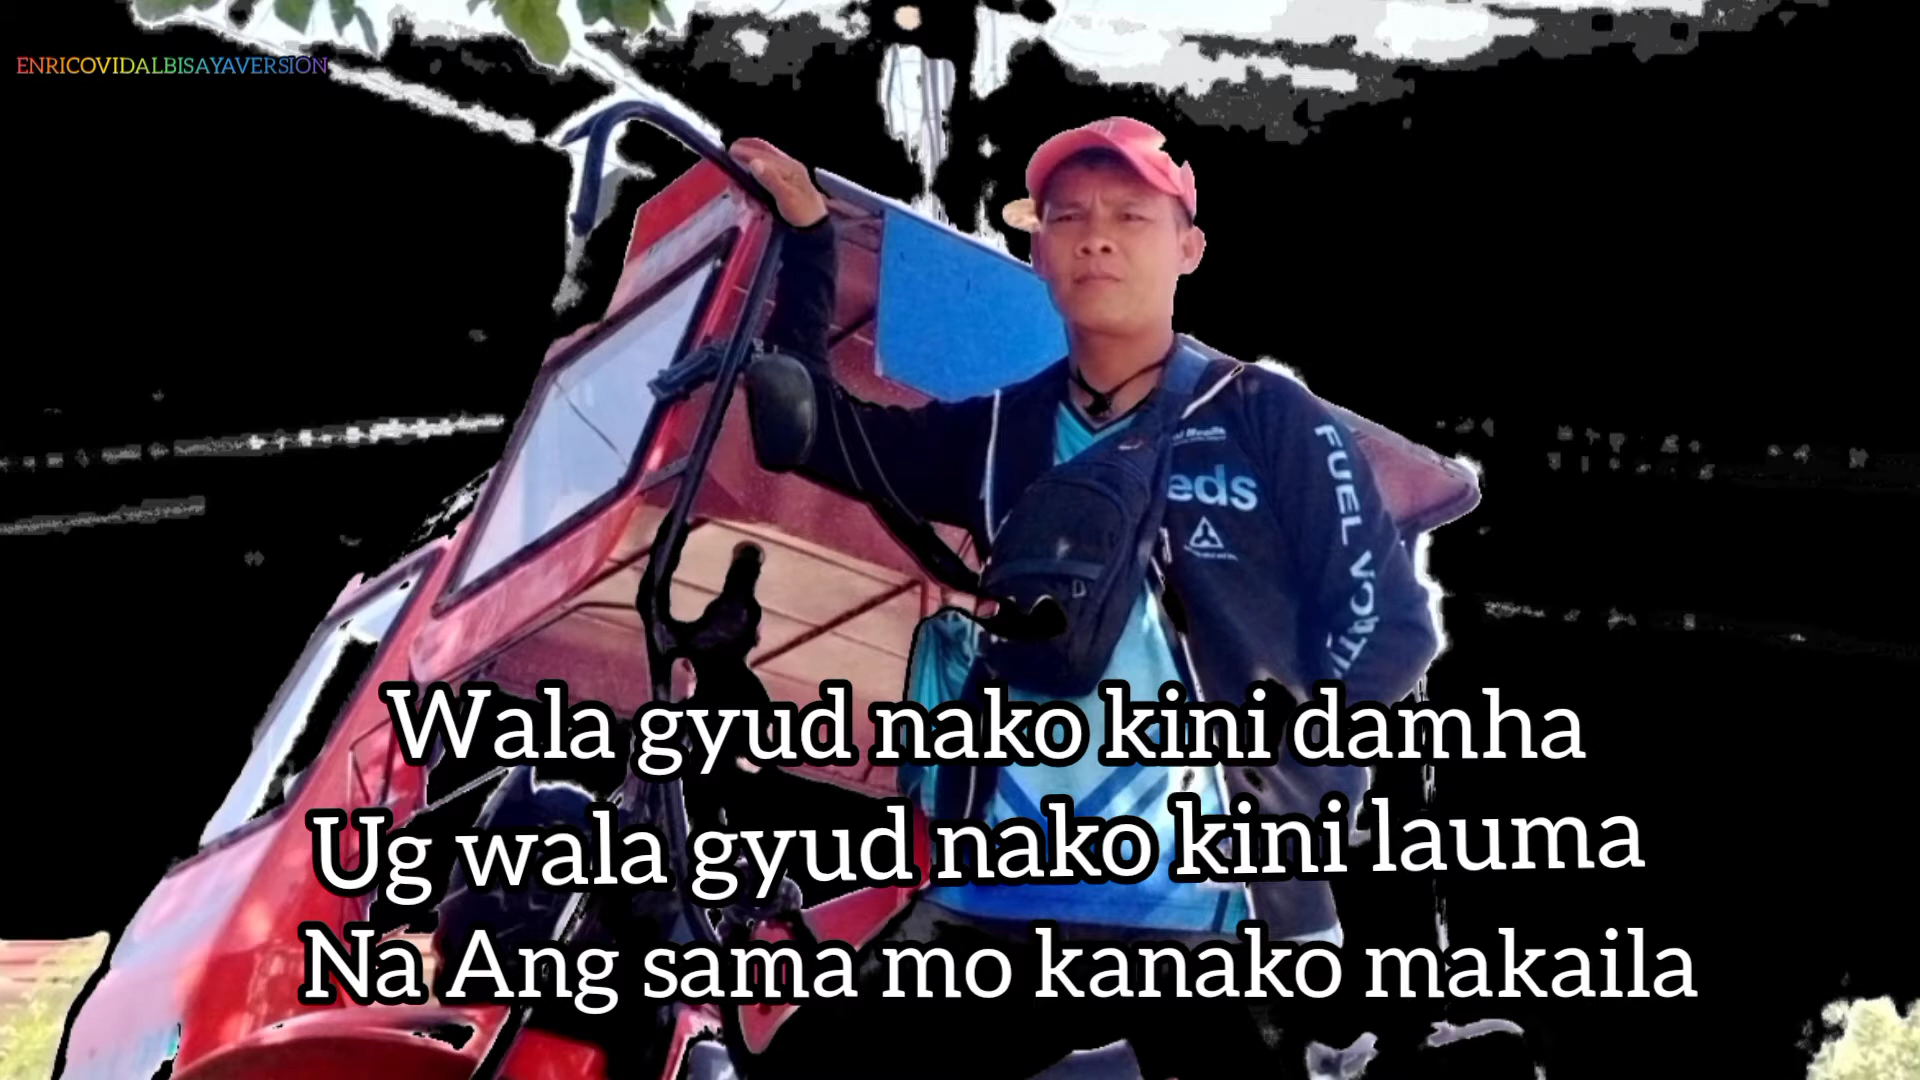 ENRICOVIDALBISAYAVERSION
eds
FUEL
Wala gyud nako kini damha
Ug wala gyud nako kini lauma
Na Ang sama mo kanako makaila